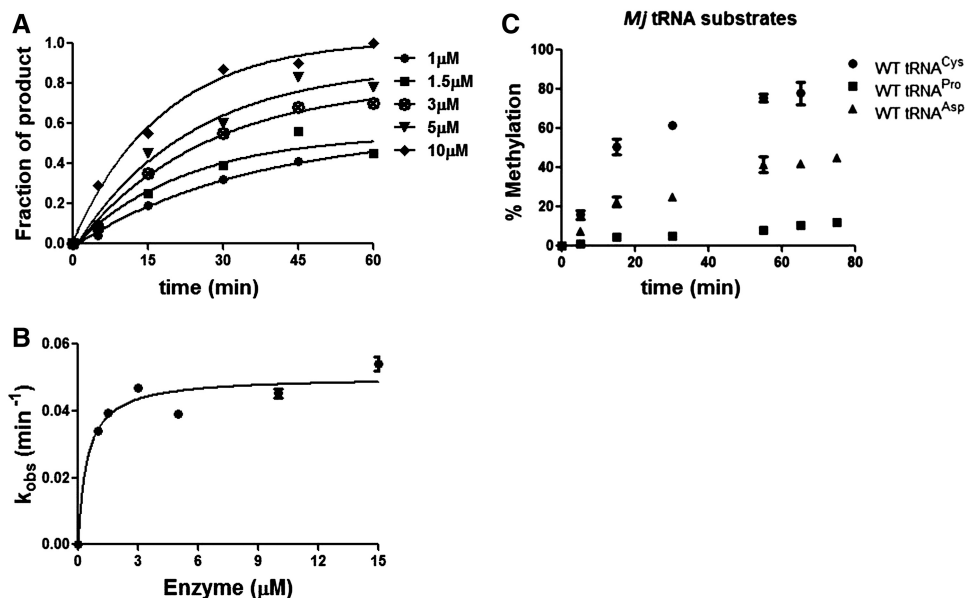 A
Fraction of product
1.0
0.8
0.6
0.4
0.2
0.0
0
15
30
45
60
time (min)
1μM
1.5μM
3μM
5μM
10μM
C
Mj tRNA substrates
% Methylation
100
80
60
40
20
0
0
20
40
60
80
time (min)
WT tRNACys
WT tRNAPro
WT tRNAAsp
B
kobs (min-1)
0.06
0.04
0.02
0.00
0
3
6
9
12
15
Enzyme (μM)